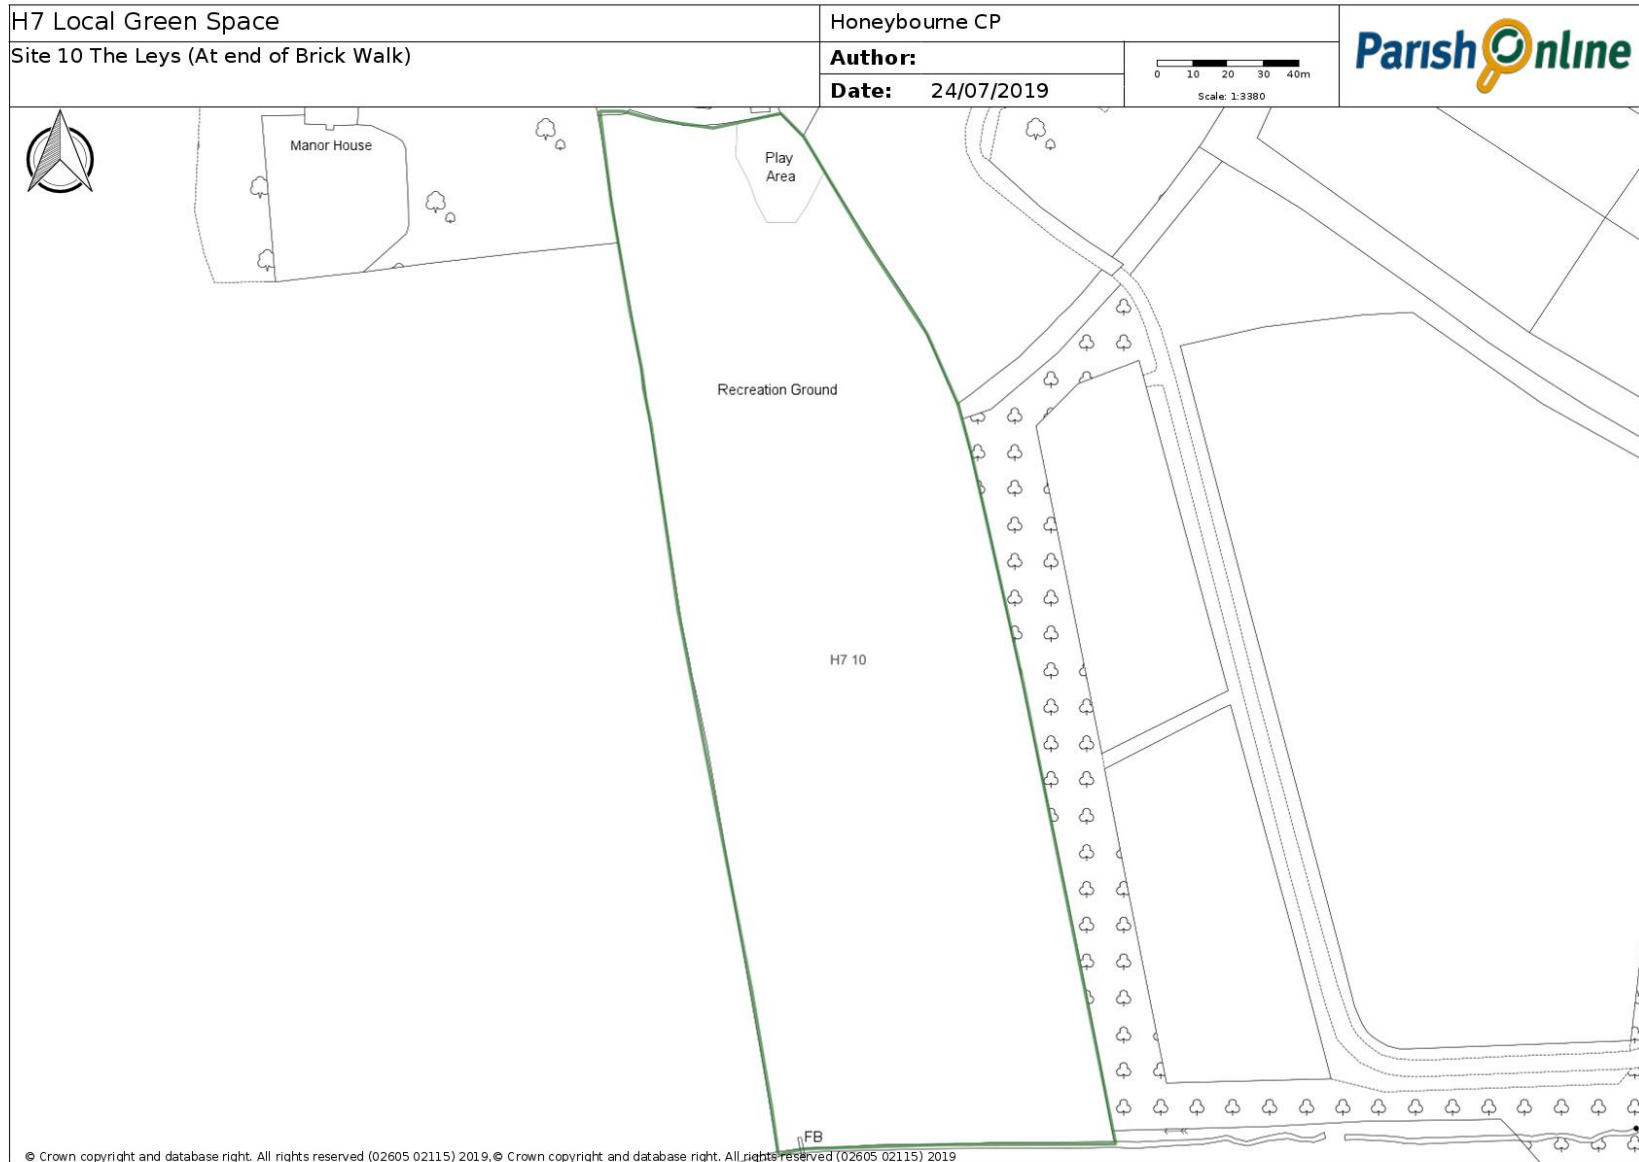 H7 Local Green Space
Honeybourne CP
Site 10 The Leys (At end of Brick Walk)
Author:
Date: 24/07/2019
0 10 20 30 40m
Scale: 1:3380
Parish Online
Manor House
Play
Area
Recreation Ground
H7 10
FB
© Crown copyright and database right. All rights reserved (02605 02115) 2019,© Crown copyright and database right. All rights reserved (02605 02115) 2019